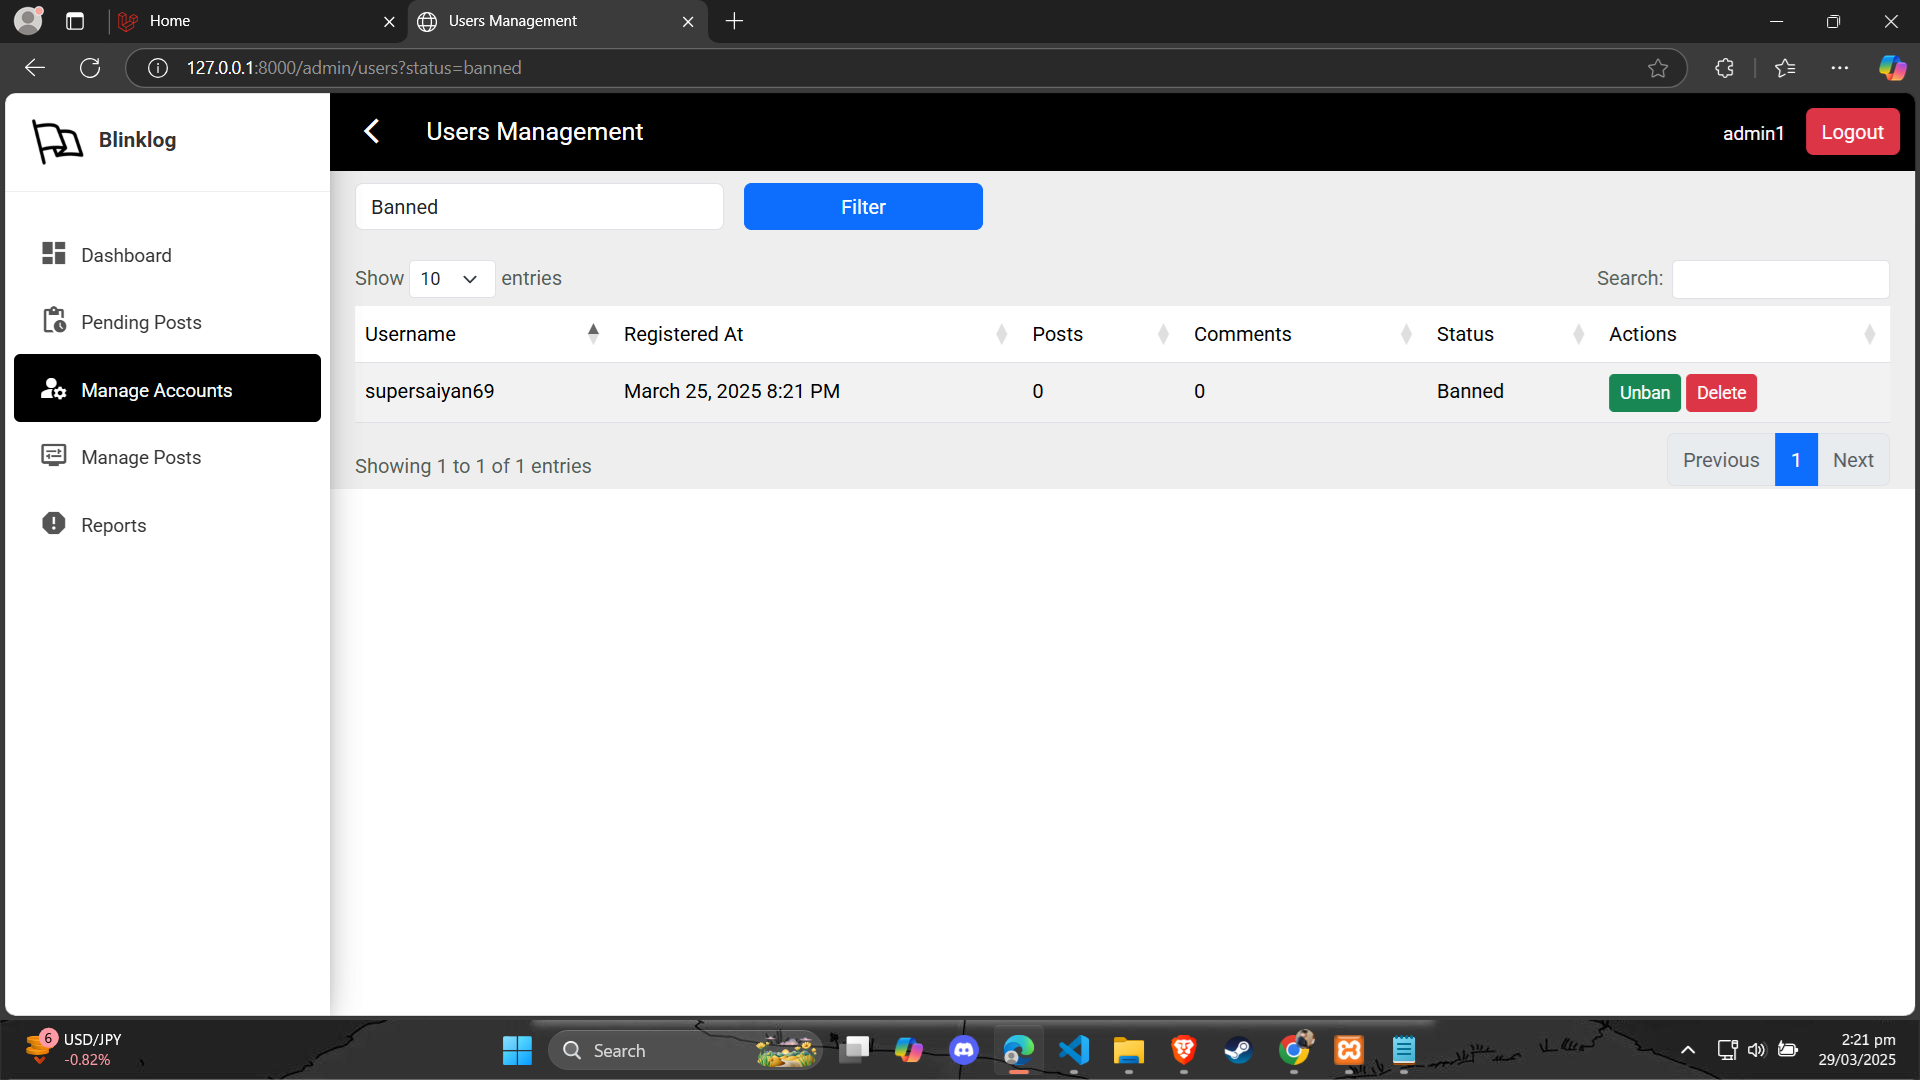 Home
Users Management
127.0.0.1:8000/admin/users?status=banned
Blinklog
Users Management
admin1
Logout
Dashboard
Pending Posts
Manage Accounts
Manage Posts
Reports
Banned
Filter
Show 10 entries
Search:
Username
Registered At
Posts
Comments
Status
Actions
supersaiyan69
March 25, 2025 8:21 PM
0
0
Banned
Unban
Delete
Showing 1 to 1 of 1 entries
Previous
1
Next
6
USD/JPY
-0.82%
Search
2:21 pm
29/03/2025